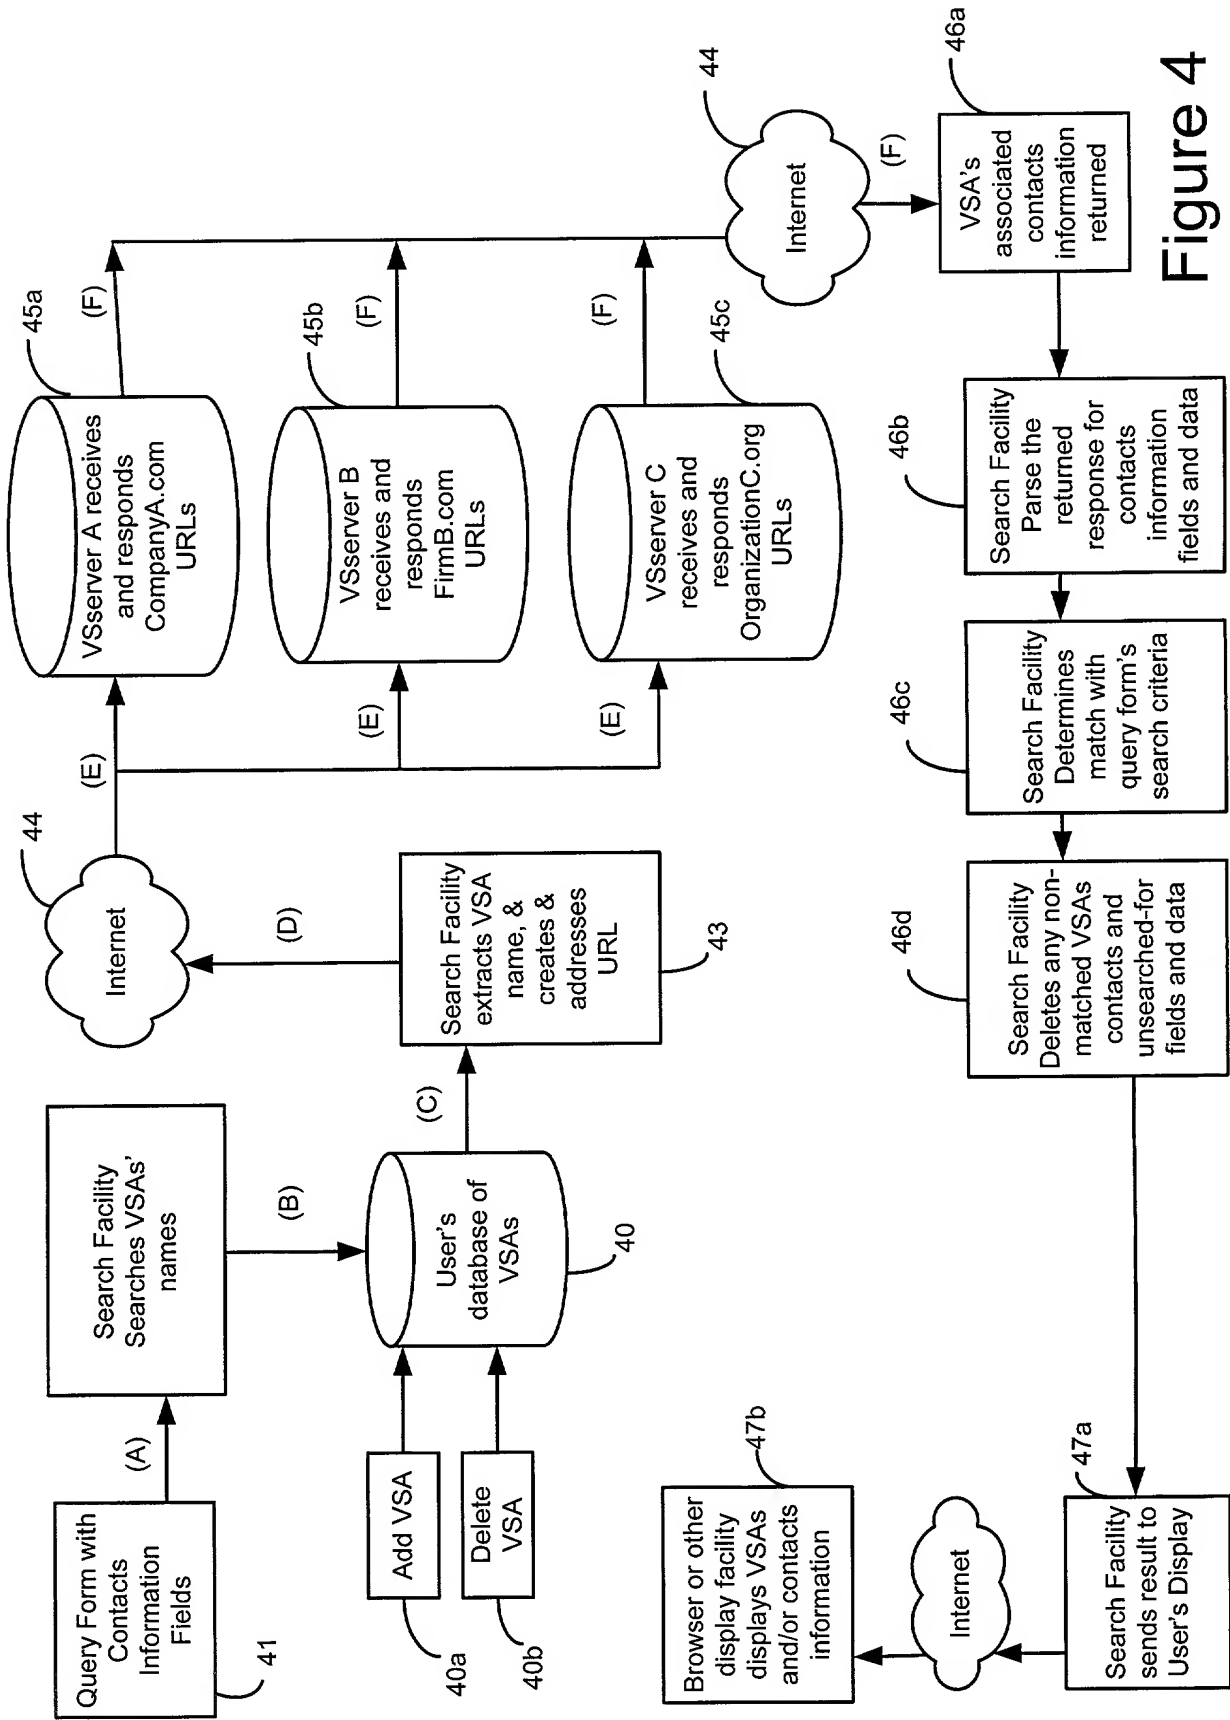 Query Form with
Contacts
Information
Fields
41
(A)
Search Facility
Searches VSAs'
names
(B)
Add VSA
40a
Delete
VSA
40b
User's
database of
VSAs
40
(C)
Search Facility
extracts VSA
name, &
creates &
addresses
URL
43
(D)
Internet
44
(E)
(E)
(E)
VSserver A receives
and responds
CompanyA.com
URLs
45a
(F)
VSserver B
receives and
responds
FirmB.com
URLs
45b
(F)
VSserver C
receives and
responds
OrganizationC.org
URLs
45c
(F)
Internet
44
(F)
VSA's
associated
contacts
information
returned
46a
Search Facility
Parse the
returned
response for
contacts
information
fields and data
46b
Search Facility
Determines
match with
query form's
search criteria
46c
Search Facility
Deletes any non-
matched VSAs
contacts and
unsearched-for
fields and data
46d
Search Facility
sends result to
User's Display
47a
Internet
Browser or other
display facility
displays VSAs
and/or contacts
information
47b
Figure 4